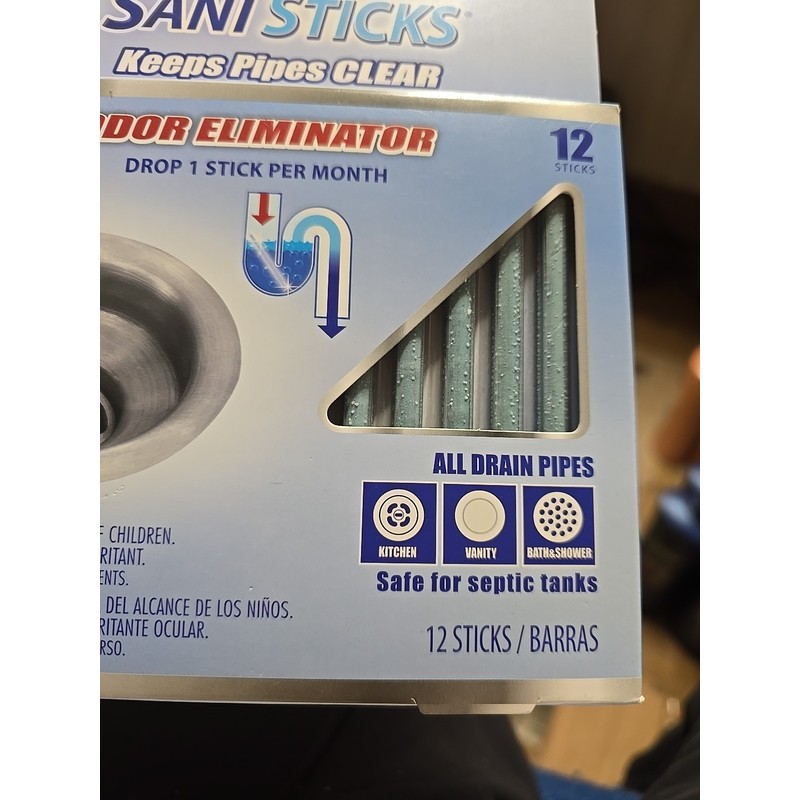 SANI STICKS
Keeps Pipes CLEAR
ODOR ELIMINATOR
12
STICKS
DROP 1 STICK PER MONTH
ALL DRAIN PIPES
KITCHEN
VANITY
BATH&SHOWER
Safe for septic tanks
F CHILDREN.
RITANT.
ENTS.
DEL ALCANCE DE LOS NIÑOS.
RITANTE OCULAR.
RSO.
12 STICKS / BARRAS